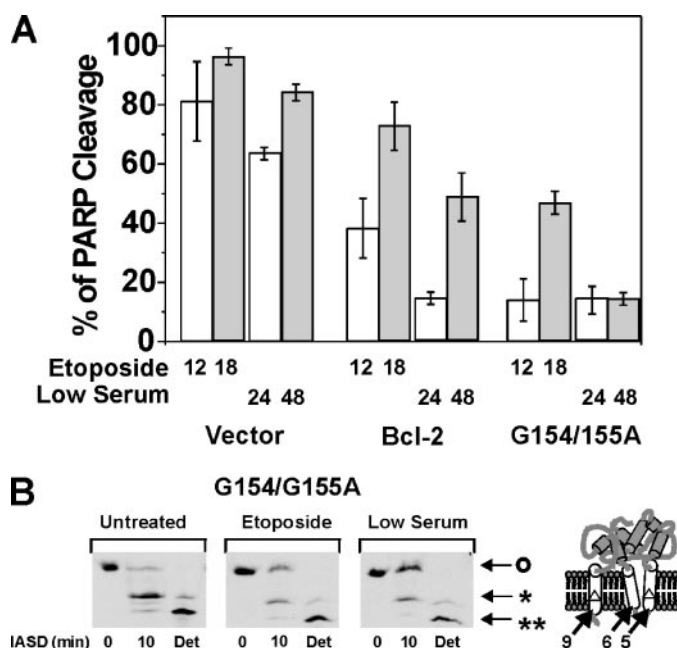 A
% of PARP Cleavage
100
80
60
40
20
0
Etoposide 12 18 12 18 12 18
Low Serum 24 48 24 48 24 48
Vector Bcl-2 G154/155A
B
G154/G155A
Untreated Etoposide Low Serum
O
*
**
IASD (min) 0 10 Det 0 10 Det 0 10 Det
9 6 5